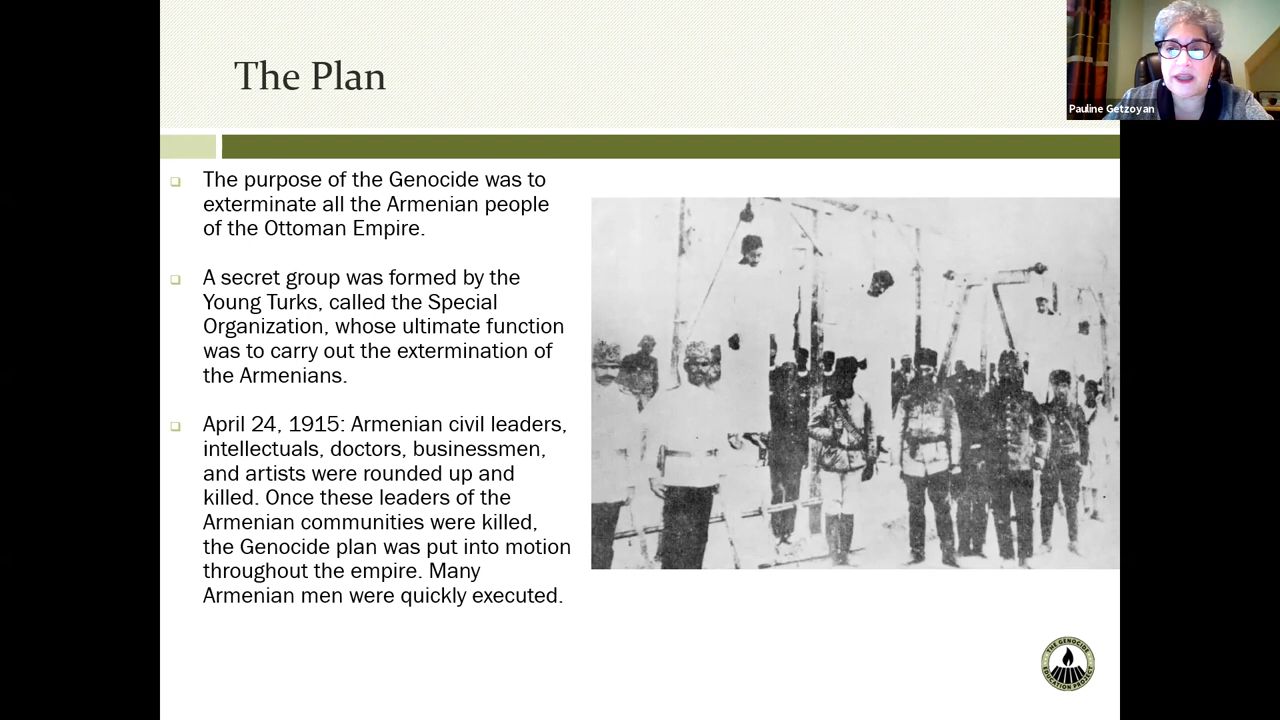 The Plan
Pauline Getzoyan
The purpose of the Genocide was to
exterminate all the Armenian people
of the Ottoman Empire.
A secret group was formed by the
Young Turks, called the Special
Organization, whose ultimate function
was to carry out the extermination of
the Armenians.
April 24, 1915: Armenian civil leaders,
intellectuals, doctors, businessmen,
and artists were rounded up and
killed. Once these leaders of the
Armenian communities were killed,
the Genocide plan was put into motion
throughout the empire. Many
Armenian men were quickly executed.
THE GENOCIDE
EDUCATION PROJECT